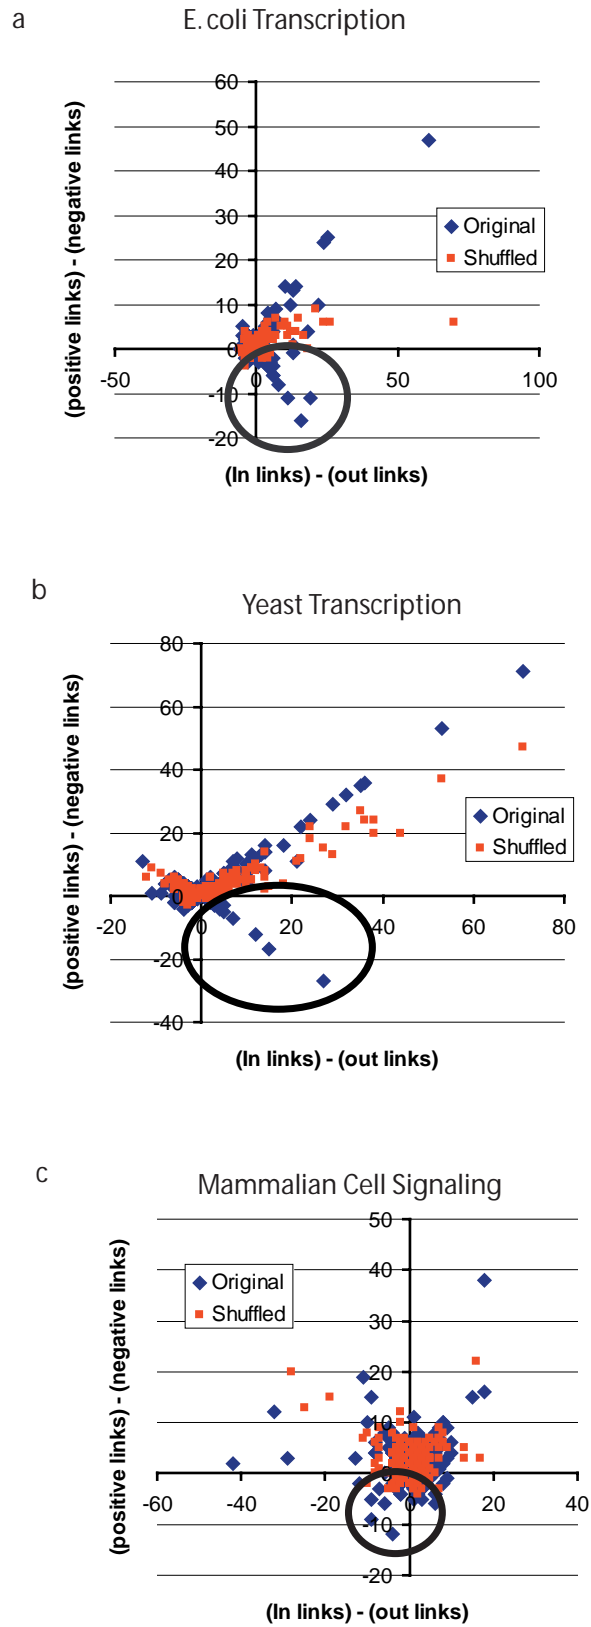 a
E. coli Transcription
60
50
40
30
20
10
0
-10
-20
-50
0
50
100
Original
Shuffled
(positive links) - (negative links)
(In links) - (out links)
b
Yeast Transcription
80
60
40
20
0
-20
-40
-20
0
20
40
60
80
Original
Shuffled
(positive links) - (negative links)
(In links) - (out links)
c
Mammalian Cell Signaling
50
40
30
20
10
0
-10
-20
-60
-40
-20
0
20
40
Original
Shuffled
(positive links) - (negative links)
(In links) - (out links)